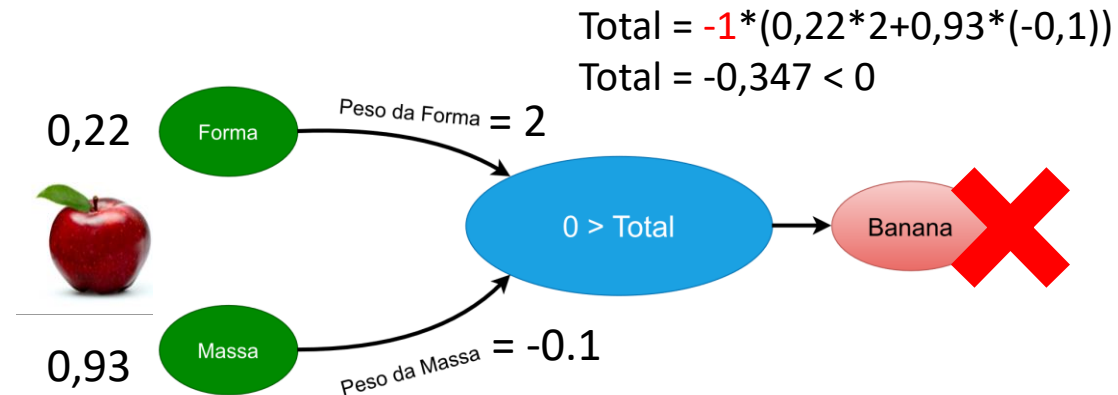 Total = -1*(0,22*2+0,93*(-0,1))
Total = -0,347 < 0
0,22
Forma
Peso da Forma = 2
0 > Total
Banana
0,93
Massa
Peso da Massa = -0.1